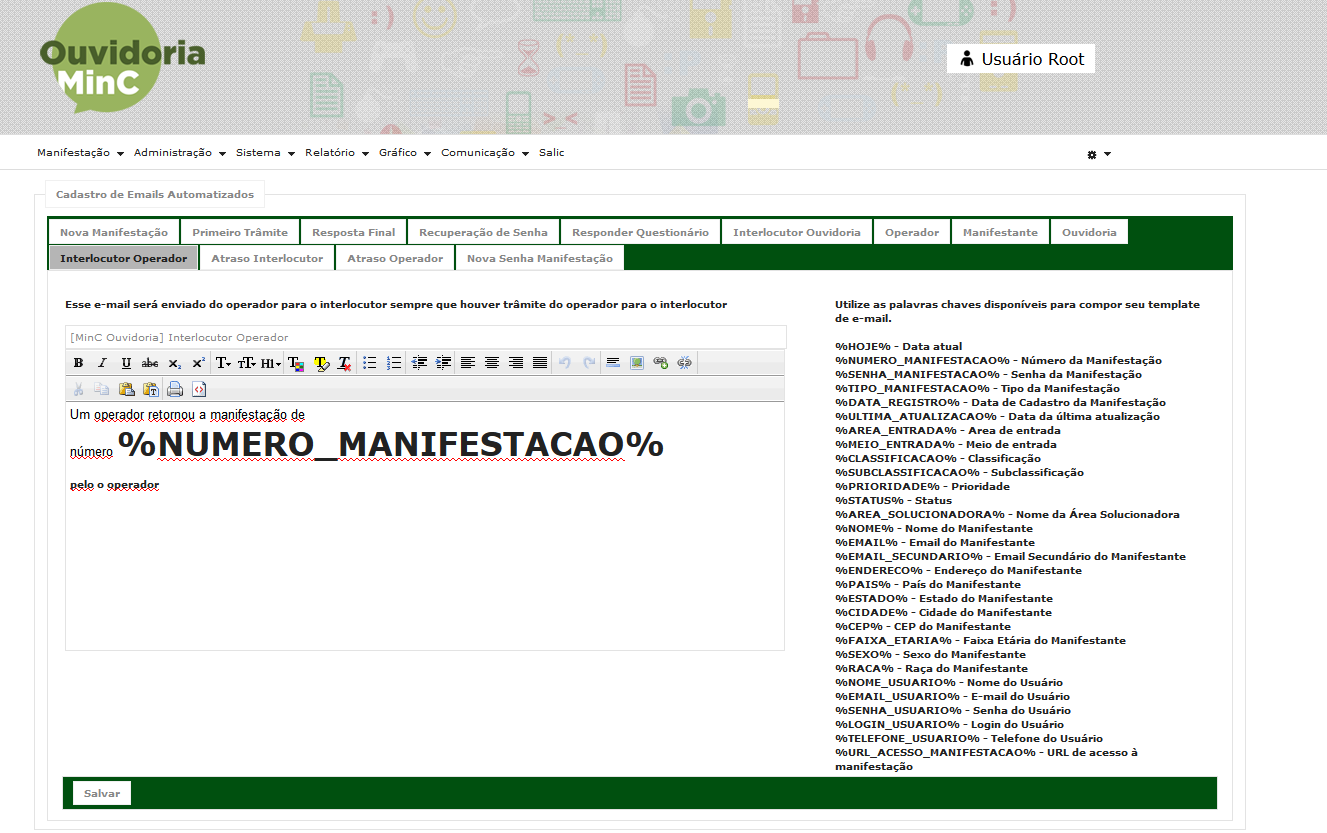 Ouvidoria
MinC
Usuário Root
Manifestação Administração Sistema Relatório Gráfico Comunicação Salic
Cadastro de Emails Automatizados
Nova Manifestação Primeiro Trâmite Resposta Final Recuperação de Senha Responder Questionário Interlocutor Ouvidoria Operador Manifestante Ouvidoria
Interlocutor Operador Atraso Interlocutor Atraso Operador Nova Senha Manifestação
Esse e-mail será enviado do operador para o interlocutor sempre que houver trâmite do operador para o interlocutor
[MinC Ouvidoria] Interlocutor Operador
Um operador retornou a manifestação de
número %NUMERO_MANIFESTACAO%
pelo o operador
Utilize as palavras chaves disponíveis para compor seu template
de e-mail.
%HOJE% - Data atual
%NUMERO_MANIFESTACAO% - Número da Manifestação
%SENHA_MANIFESTACAO% - Senha da Manifestação
%TIPO_MANIFESTACAO% - Tipo da Manifestação
%DATA_REGISTRO% - Data de Cadastro da Manifestação
%ULTIMA_ATUALIZACAO% - Data da última atualização
%AREA_ENTRADA% - Area de entrada
%MEIO_ENTRADA% - Meio de entrada
%CLASSIFICACAO% - Classificação
%SUBCLASSIFICACAO% - Subclassificação
%PRIORIDADE% - Prioridade
%STATUS% - Status
%AREA_SOLUCIONADORA% - Nome da Área Solucionadora
%NOME% - Nome do Manifestante
%EMAIL% - Email do Manifestante
%EMAIL_SECUNDARIO% - Email Secundário do Manifestante
%ENDERECO% - Endereço do Manifestante
%PAIS% - País do Manifestante
%ESTADO% - Estado do Manifestante
%CIDADE% - Cidade do Manifestante
%CEP% - CEP do Manifestante
%FAIXA_ETARIA% - Faixa Etária do Manifestante
%SEXO% - Sexo do Manifestante
%RACA% - Raça do Manifestante
%NOME_USUARIO% - Nome do Usuário
%EMAIL_USUARIO% - E-mail do Usuário
%SENHA_USUARIO% - Senha do Usuário
%LOGIN_USUARIO% - Login do Usuário
%TELEFONE_USUARIO% - Telefone do Usuário
%URL_ACESSO_MANIFESTACAO% - URL de acesso à
manifestação
Salvar